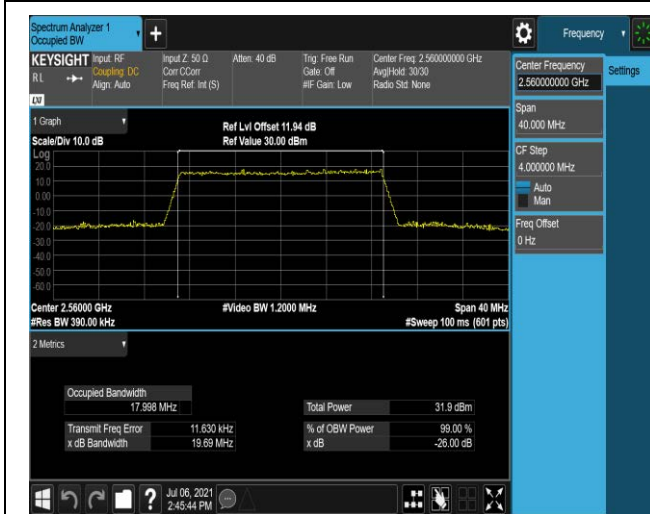 Spectrum Analyzer 1
Occupied BW
+
Frequency
KEYSIGHT
RL
LXI
Input: RF
Coupling: DC
Align: Auto
Input Z: 50 Ω
Corr CCorr
Freq Ref: Int (S)
Atten: 40 dB
Trig: Free Run
Gate: Off
#IF Gain: Low
Center Freq: 2.560000000 GHz
Avg|Hold: 30/30
Radio Std: None
Center Frequency
2.560000000 GHz
Settings
Span
40.000 MHz
CF Step
4.000000 MHz
Auto
Man
Freq Offset
0 Hz
1 Graph
Ref Lvl Offset 11.94 dB
Scale/Div 10.0 dB
Ref Value 30.00 dBm
Log
20.0
10.0
0.00
-10.0
-20.0
-30.0
-40.0
-50.0
-60.0
Center 2.56000 GHz
#Video BW 1.2000 MHz
Span 40 MHz
#Res BW 390.00 kHz
#Sweep 100 ms (601 pts)
2 Metrics
Occupied Bandwidth
17.998 MHz
Total Power 31.9 dBm
Transmit Freq Error 11.630 kHz
% of OBW Power 99.00 %
x dB Bandwidth 19.69 MHz
x dB -26.00 dB
?
Jul 06, 2021
2:45:44 PM